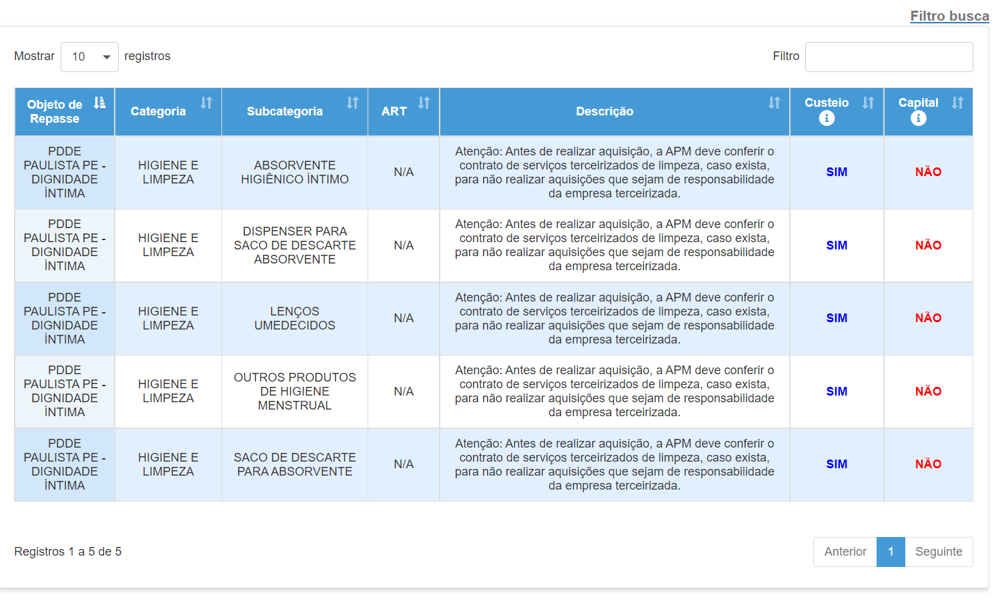 Filtro busca
Mostrar 10 registros
Filtro
Objeto de Repasse Categoria Subcategoria ART Descrição Custeio Capital
PDDE PAULISTA PE - DIGNIDADE ÍNTIMA HIGIENE E LIMPEZA ABSORVENTE HIGIÊNICO ÍNTIMO N/A Atenção: Antes de realizar aquisição, a APM deve conferir o contrato de serviços terceirizados de limpeza, caso exista, para não realizar aquisições que sejam de responsabilidade da empresa terceirizada. SIM NÃO
PDDE PAULISTA PE - DIGNIDADE ÍNTIMA HIGIENE E LIMPEZA DISPENSER PARA SACO DE DESCARTE ABSORVENTE N/A Atenção: Antes de realizar aquisição, a APM deve conferir o contrato de serviços terceirizados de limpeza, caso exista, para não realizar aquisições que sejam de responsabilidade da empresa terceirizada. SIM NÃO
PDDE PAULISTA PE - DIGNIDADE ÍNTIMA HIGIENE E LIMPEZA LENÇOS UMEDECIDOS N/A Atenção: Antes de realizar aquisição, a APM deve conferir o contrato de serviços terceirizados de limpeza, caso exista, para não realizar aquisições que sejam de responsabilidade da empresa terceirizada. SIM NÃO
PDDE PAULISTA PE - DIGNIDADE ÍNTIMA HIGIENE E LIMPEZA OUTROS PRODUTOS DE HIGIENE MENSTRUAL N/A Atenção: Antes de realizar aquisição, a APM deve conferir o contrato de serviços terceirizados de limpeza, caso exista, para não realizar aquisições que sejam de responsabilidade da empresa terceirizada. SIM NÃO
PDDE PAULISTA PE - DIGNIDADE ÍNTIMA HIGIENE E LIMPEZA SACO DE DESCARTE PARA ABSORVENTE N/A Atenção: Antes de realizar aquisição, a APM deve conferir o contrato de serviços terceirizados de limpeza, caso exista, para não realizar aquisições que sejam de responsabilidade da empresa terceirizada. SIM NÃO
Registros 1 a 5 de 5
Anterior 1 Seguinte